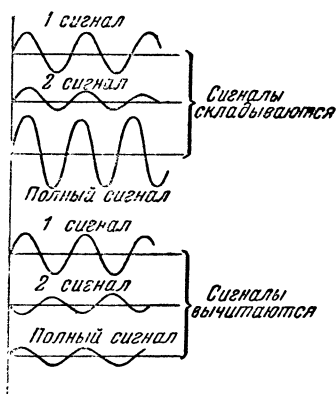 1 сигнал
2 сигнал
Сигналы
складываются
Полный сигнал
1 сигнал
2 сигнал
Сигналы
вычитаются
Полный сигнал